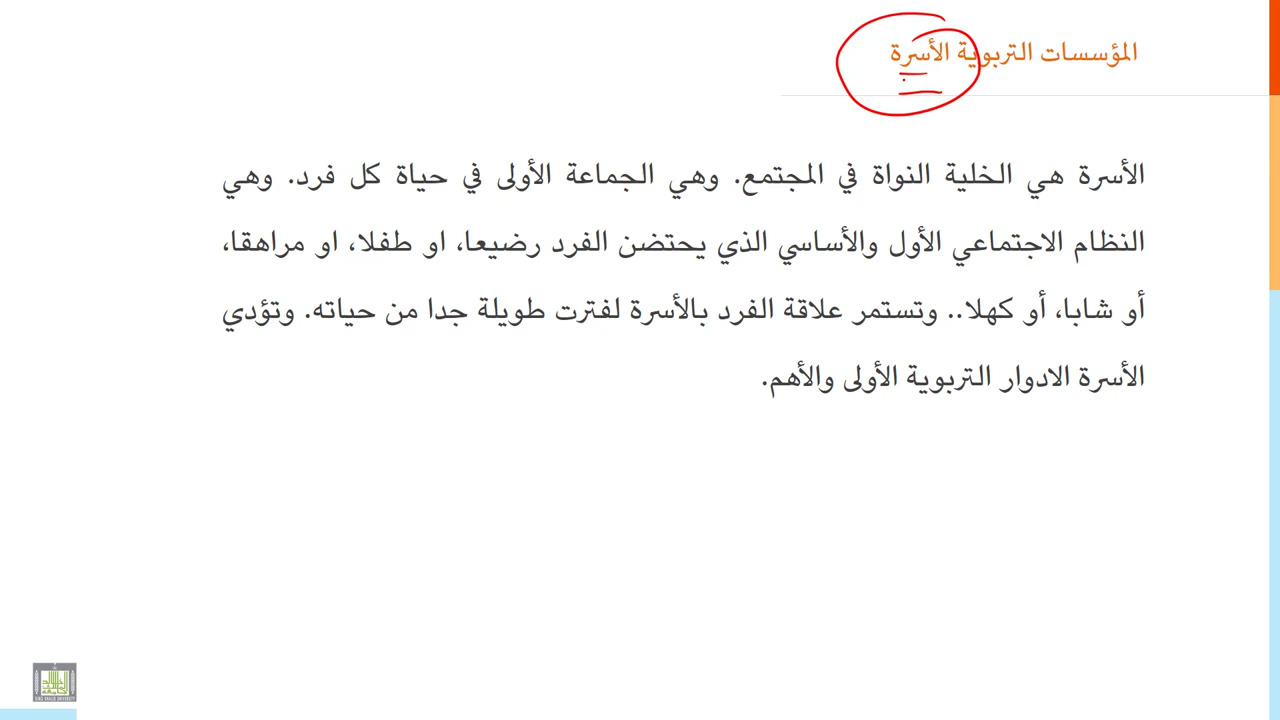 المؤسسات التربوية الأسرة
الأسرة هي الخلية النواة في المجتمع. وهي الجماعة الأولى في حياة كل فرد. وهي
النظام الاجتماعي الأول والأساسي الذي يحتضن الفرد رضيعا، او طفلا، او مراهقا،
أو شابا، أو كهلا.. وتستمر علاقة الفرد بالأسرة لفترت طويلة جدا من حياته. وتؤدي
الأسرة الادوار التربوية الأولى والأهم.